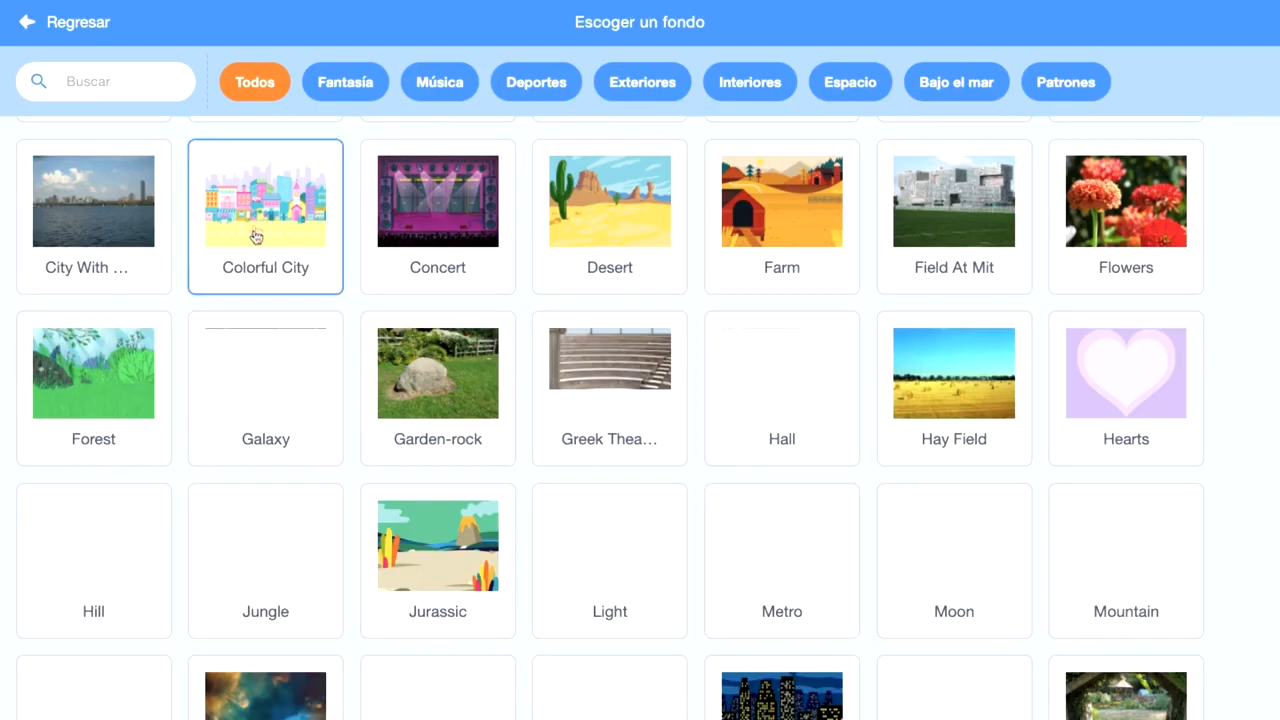 Regresar
Escoger un fondo
Buscar
Todos
Fantasía
Música
Deportes
Exteriores
Interiores
Espacio
Bajo el mar
Patrones
City With ...
Colorful City
Concert
Desert
Farm
Field At Mit
Flowers
Forest
Galaxy
Garden-rock
Greek Thea...
Hall
Hay Field
Hearts
Hill
Jungle
Jurassic
Light
Metro
Moon
Mountain